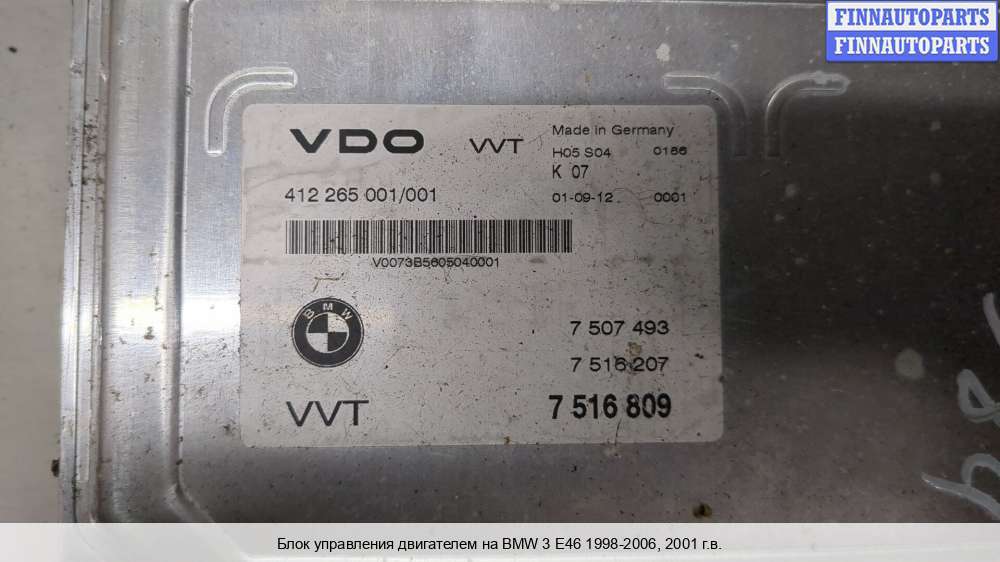 FINNAUTOPARTS
FINNAUTOPARTS
VDO VVT
Made in Germany
H05 S04 0186
K 07
412 265 001/001
01-09-12 0001
V0073B5605040001
BMW
7 507 493
7 516 207
VVT 7 516 809
Блок управления двигателем на BMW 3 E46 1998-2006, 2001 г.в.